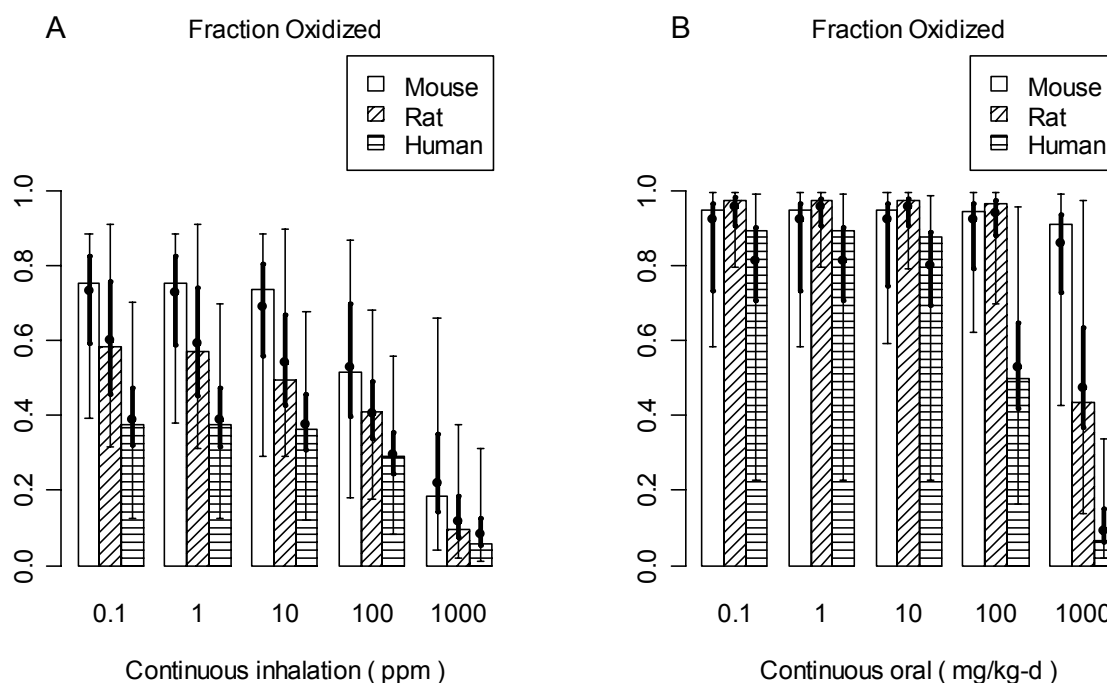 A
Fraction Oxidized
Mouse
Rat
Human
1.0
0.8
0.6
0.4
0.2
0.0
0.1 1 10 100 1000
Continuous inhalation ( ppm )
B
Fraction Oxidized
Mouse
Rat
Human
1.0
0.8
0.6
0.4
0.2
0.0
0.1 1 10 100 1000
Continuous oral ( mg/kg-d )